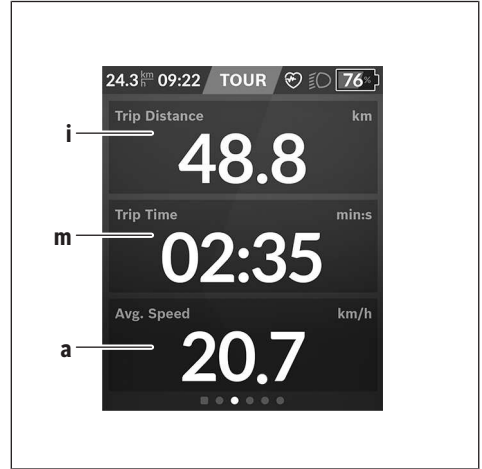 24.3 km/h 09:22 TOUR 76%
Trip Distance km
i
48.8
Trip Time min:s
m
02:35
Avg. Speed km/h
a
20.7